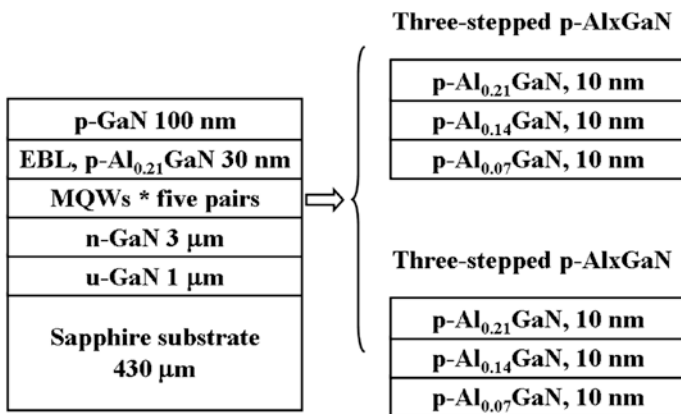 Three-stepped p-AlxGaN
p-Al₀.₂₁GaN, 10 nm
p-Al₀.₁₄GaN, 10 nm
p-Al₀.₀₇GaN, 10 nm
p-GaN 100 nm
EBL, p-Al₀.₂₁GaN 30 nm
MQWs * five pairs
n-GaN 3 μm
u-GaN 1 μm
Sapphire substrate
430 μm
Three-stepped p-AlxGaN
p-Al₀.₂₁GaN, 10 nm
p-Al₀.₁₄GaN, 10 nm
p-Al₀.₀₇GaN, 10 nm